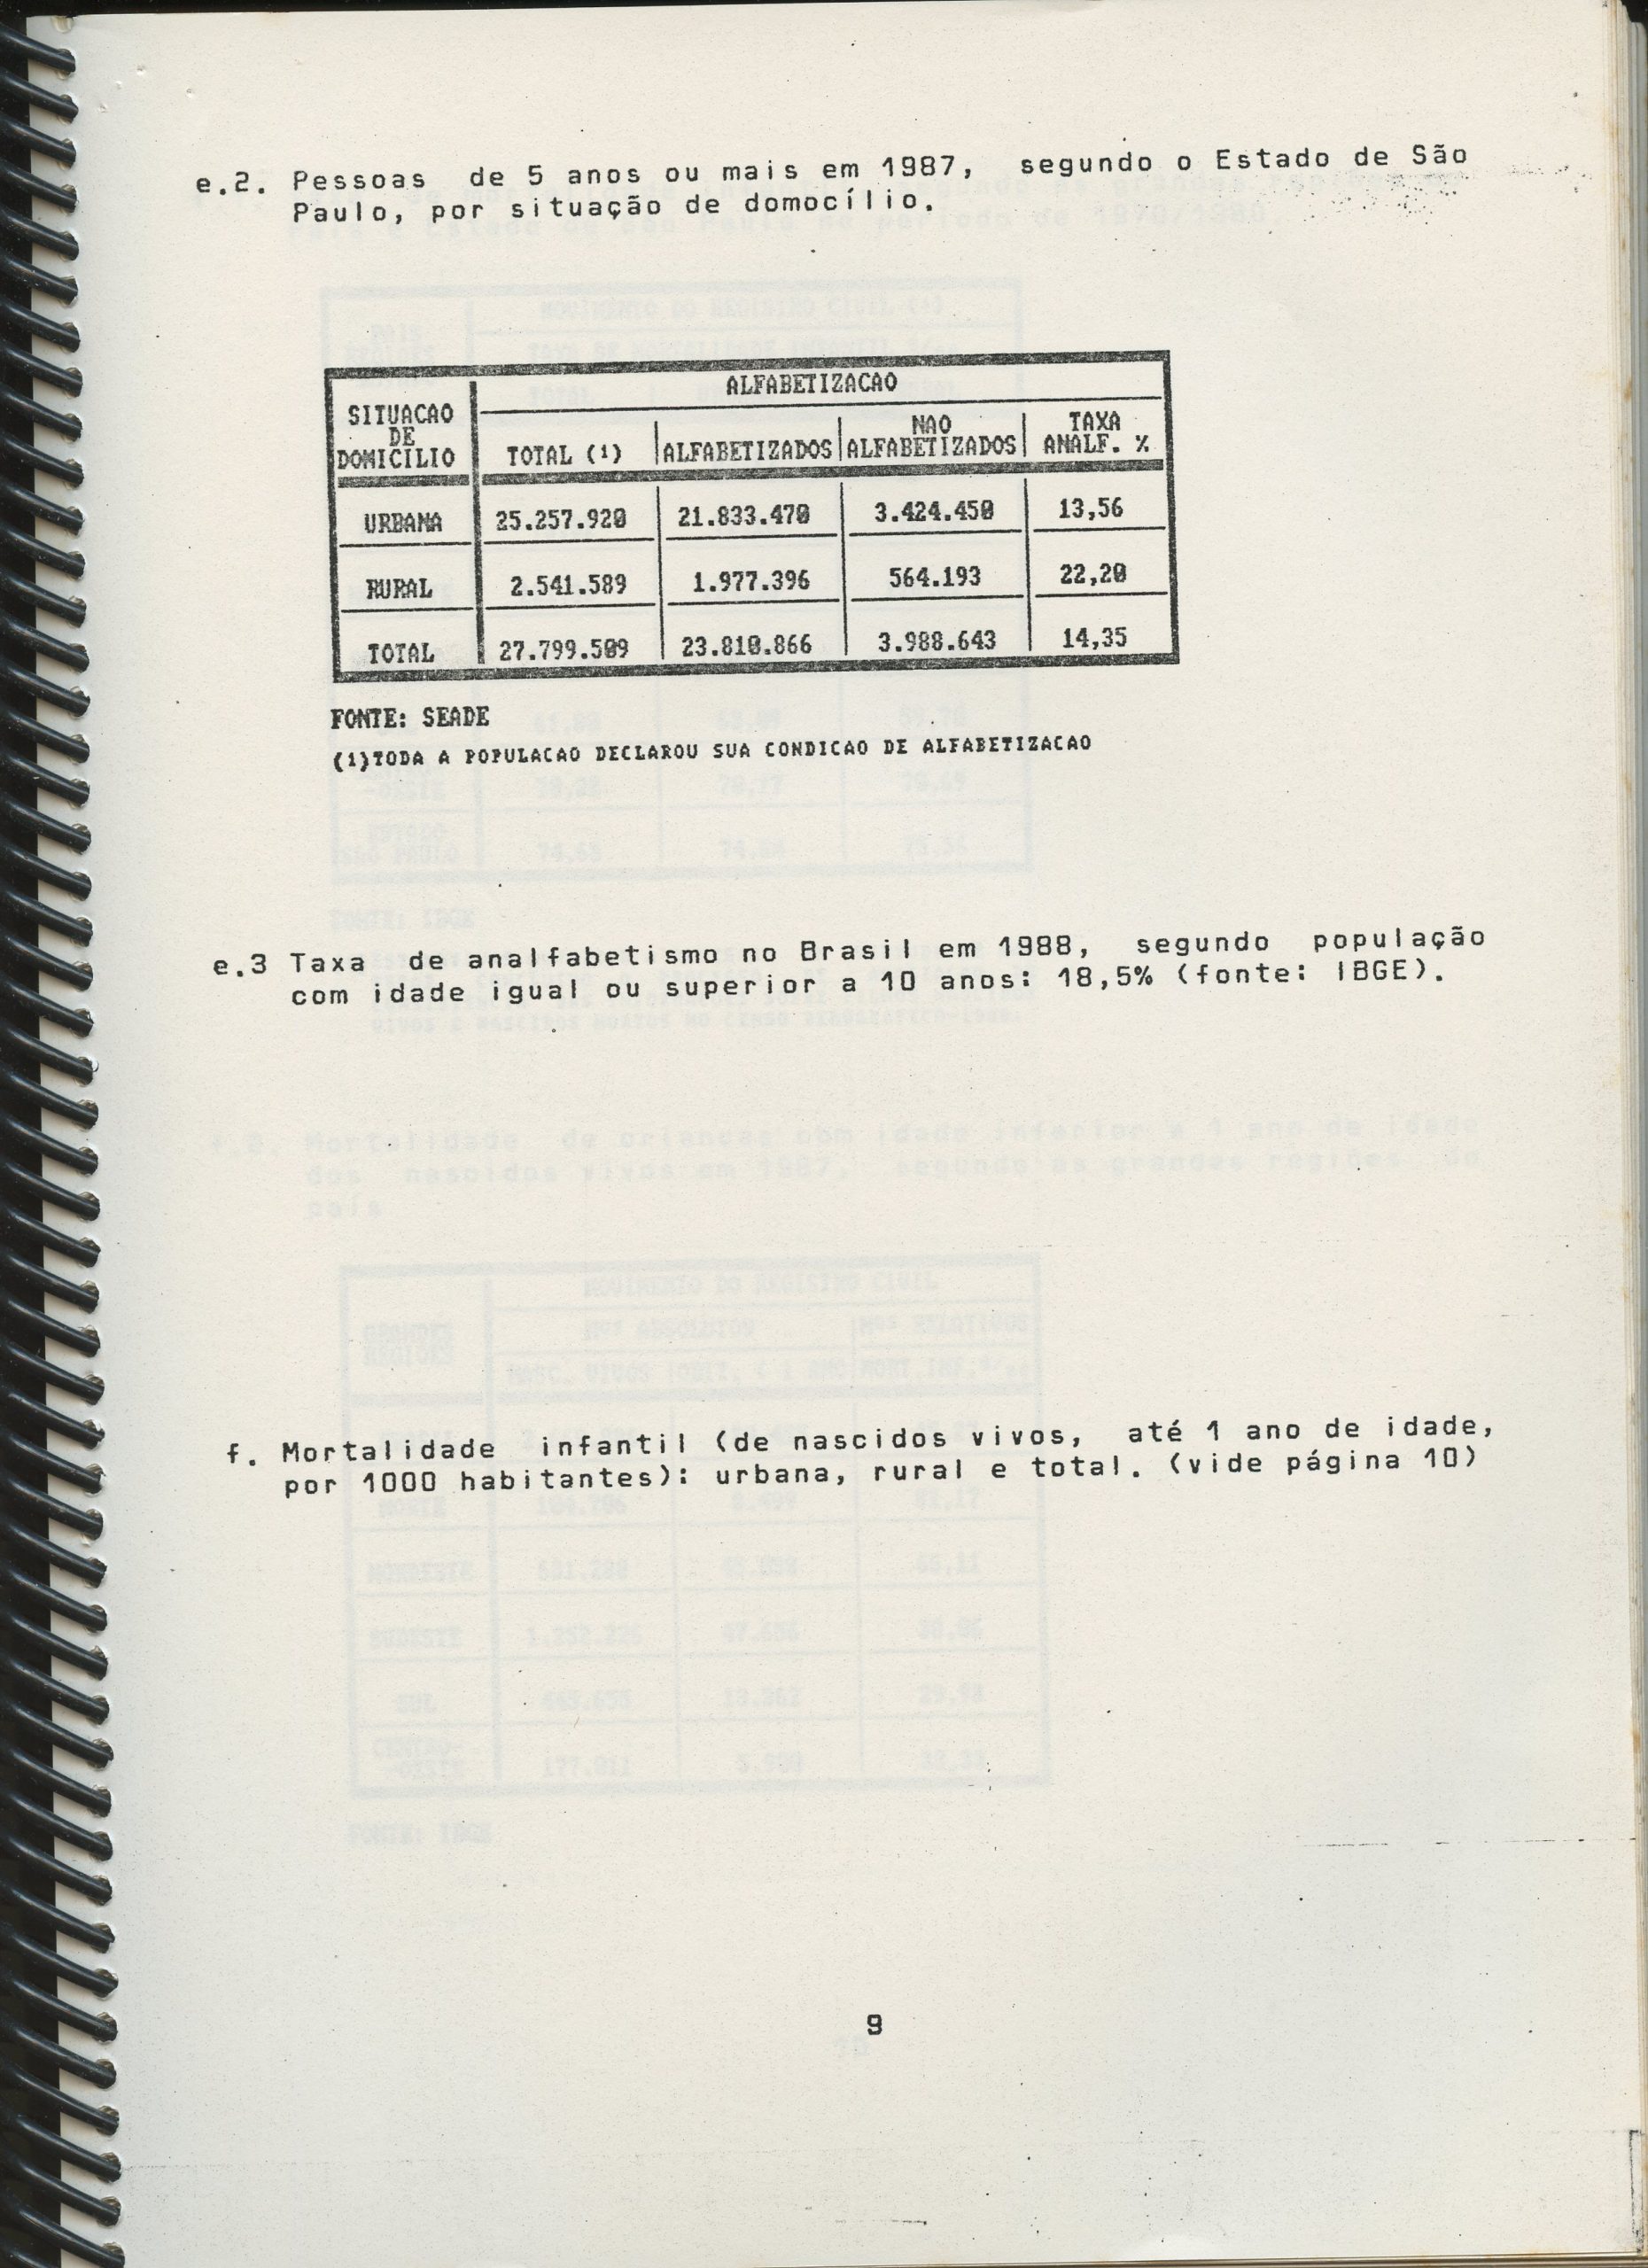 e.2. Pessoas de 5 anos ou mais em 1987, segundo o Estado de São
Paulo, por situação de domocílio.
SITUACAO DE DOMICILIO ALFABETIZACAO
TOTAL (1) ALFABETIZADOS NAO ALFABETIZADOS TAXA ANALF. %
URBANA 25.257.920 21.833.470 3.424.450 13,56
RURAL 2.541.589 1.977.396 564.193 22,20
TOTAL 27.799.509 23.810.866 3.988.643 14,35
FONTE: SEADE
(1)TODA A POPULACAO DECLAROU SUA CONDICAO DE ALFABETIZACAO
e.3 Taxa de analfabetismo no Brasil em 1988, segundo população
com idade igual ou superior a 10 anos: 18,5% (fonte: IBGE).
f. Mortalidade infantil (de nascidos vivos, até 1 ano de idade,
por 1000 habitantes): urbana, rural e total. (vide página 10)
9